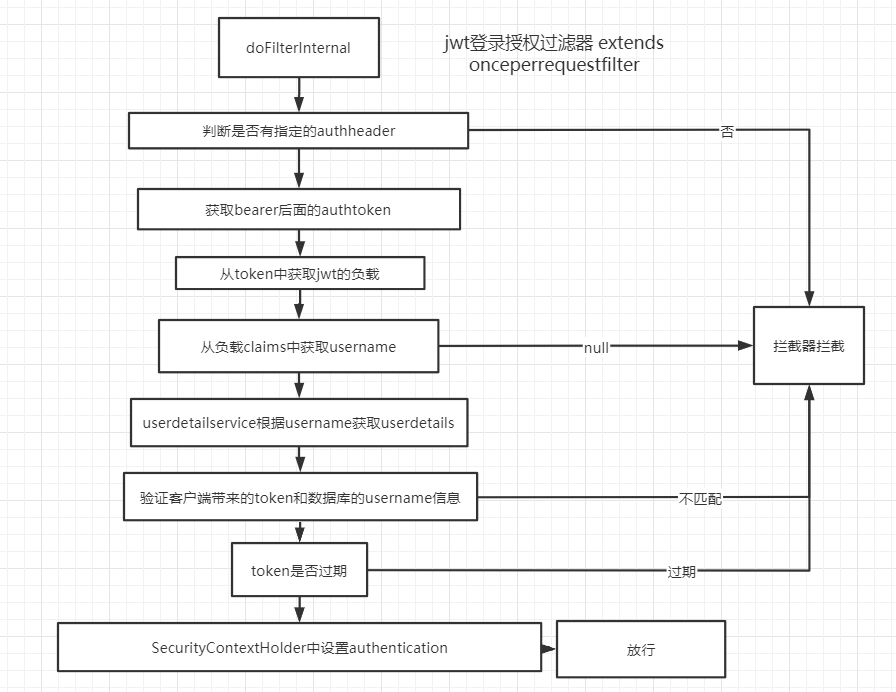 doFilterInternal
jwt登录授权过滤器 extends
onceperrequestfilter
判断是否有指定的authheader
否
获取bearer后面的authtoken
从token中获取jwt的负载
从负载claims中获取username
null
拦截器拦截
userdetailservice根据username获取userdetails
验证客户端带来的token和数据库的username信息
不匹配
token是否过期
过期
SecurityContextHolder中设置authentication
放行